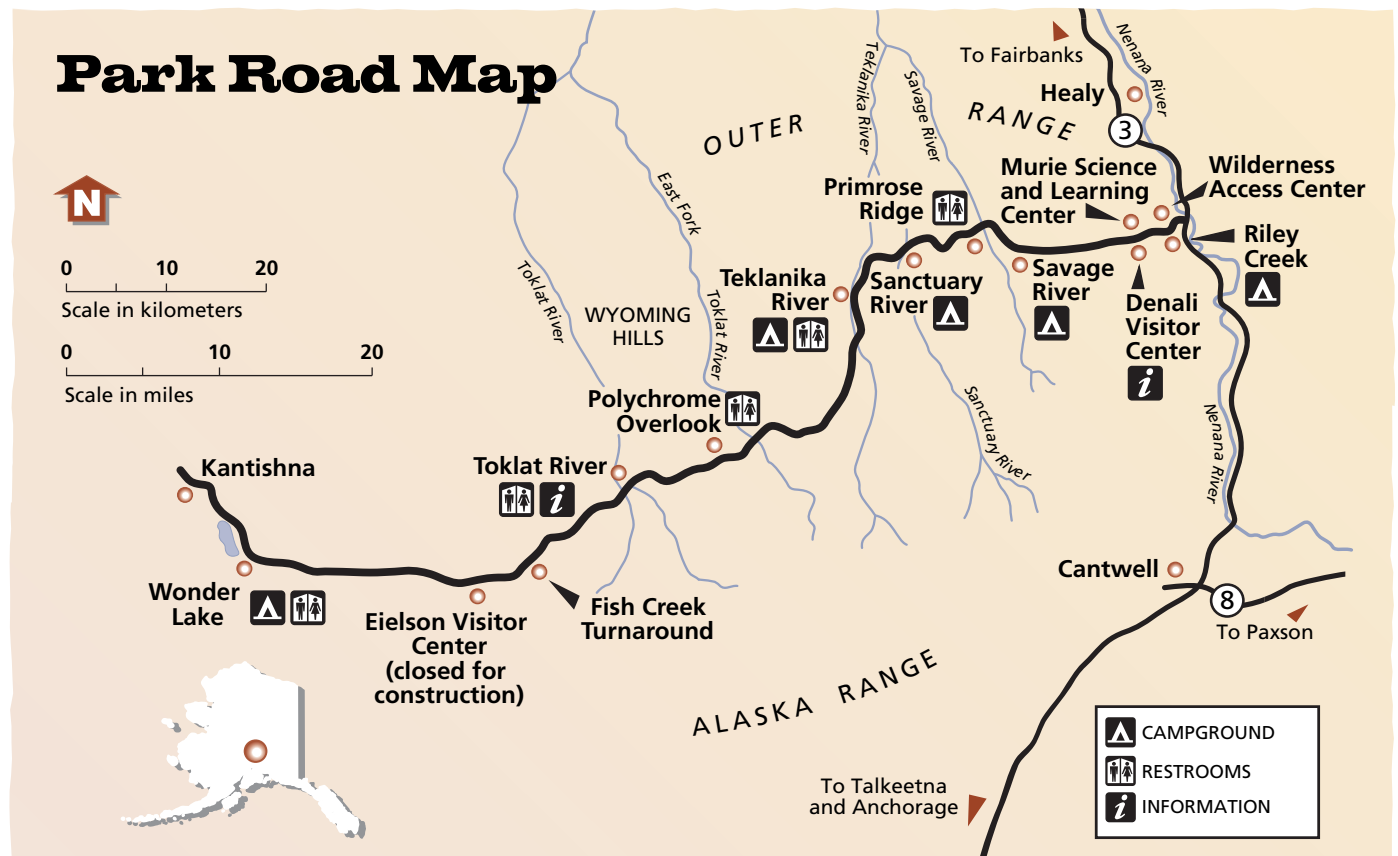 Park Road Map
N
0 10 20
Scale in kilometers
0 10 20
Scale in miles
To Fairbanks
Nenana River
Healy
3
OUTER
RANGE
Teklanika River
Savage River
Murie Science
and Learning
Center
Wilderness
Access Center
Primrose
Ridge
Riley
Creek
East Fork
Toklat River
Toklat River
WYOMING
HILLS
Teklanika
River
Sanctuary
River
Savage
River
Denali
Visitor
Center
i
Polychrome
Overlook
Sanctuary River
Nenana River
Kantishna
Toklat River
i
Wonder
Lake
Eielson Visitor
Center
(closed for
construction)
Fish Creek
Turnaround
Cantwell
8
To Paxson
ALASKA RANGE
To Talkeetna
and Anchorage
CAMPGROUND
RESTROOMS
i INFORMATION